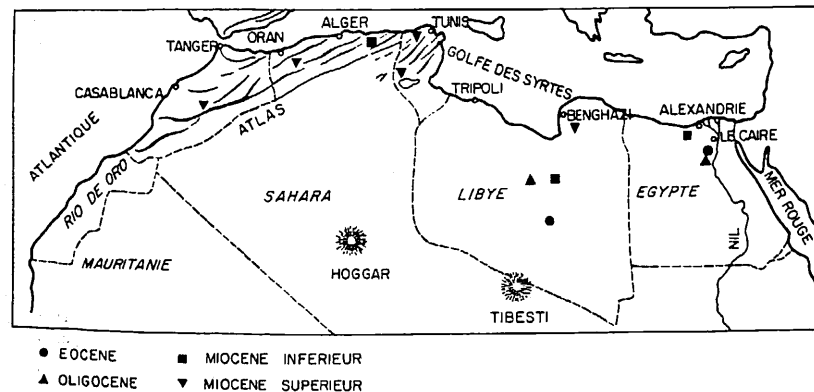 ALGER
TUNIS
ORAN
TANGER
GOLFE DES SYRTES
CASABLANCA
TRIPOLI
BENGHAZI
ALEXANDRIE
LE CAIRE
ATLAS
ATLANTIQUE
RIO DE ORO
SAHARA
LIBYE
EGYPTE
MER ROUGE
NIL
MAURITANIE
HOGGAR
TIBESTI
● EOCENE ■ MIOCENE INFERIEUR
▲ OLIGOCENE ▼ MIOCENE SUPERIEUR